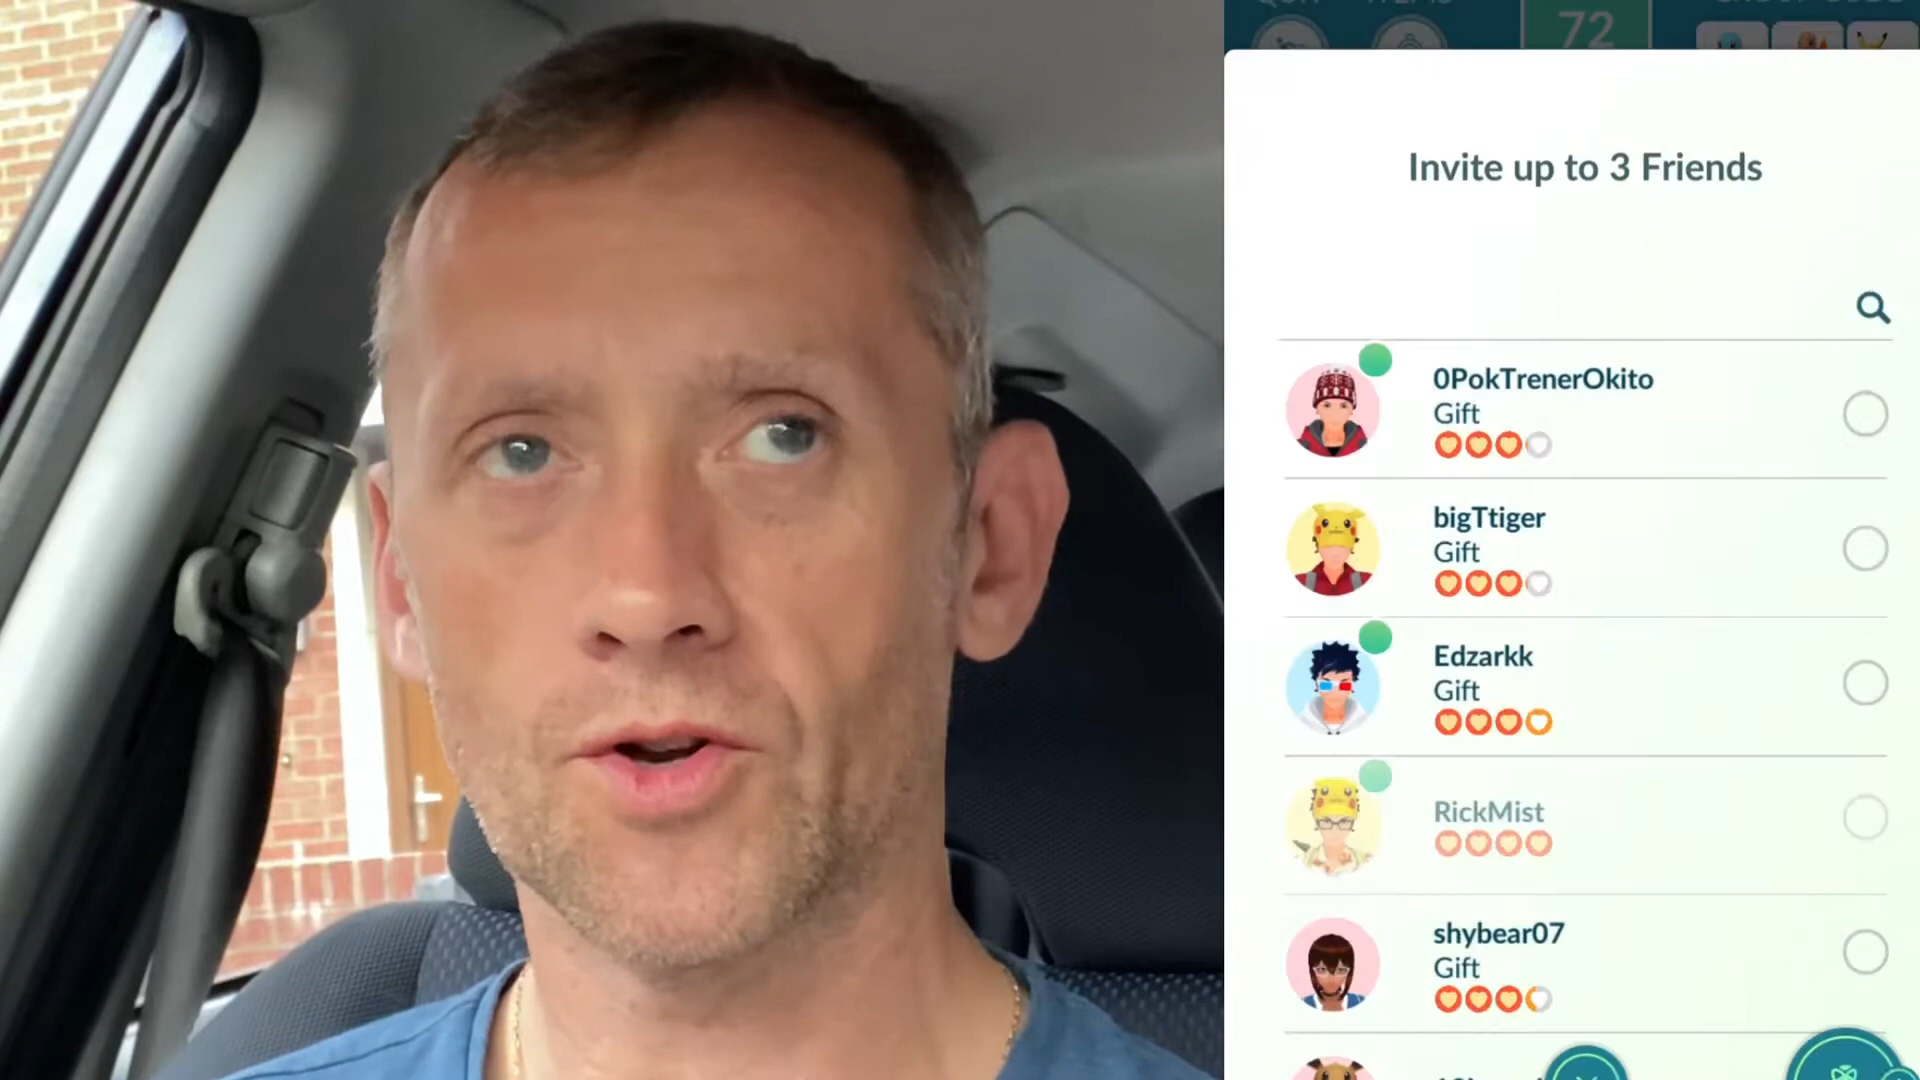 72
Invite up to 3 Friends
0PokTrenerOkito
Gift
bigTtiger
Gift
Edzarkk
Gift
RickMist
shybear07
Gift